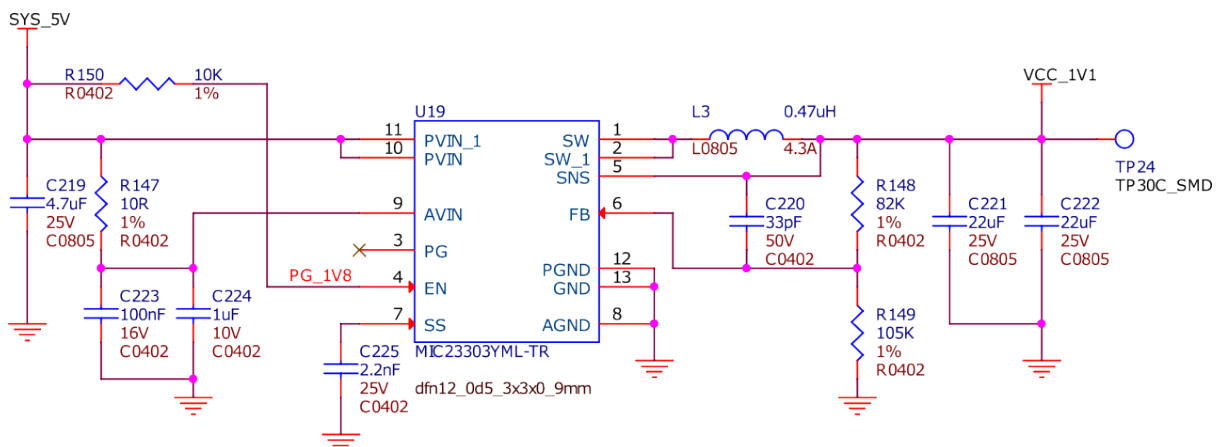 SYS_5V
R150
R0402
10K
1%
VCC_1V1
U19
L3
0.47uH
11
PVIN_1
10
PVIN
SW
1
SW_1
2
SNS
5
L0805
4.3A
TP24
TP30C_SMD
C219
4.7uF
25V
C0805
R147
10R
1%
R0402
9
AVIN
FB
6
C220
33pF
50V
C0402
R148
82K
1%
R0402
C221
22uF
25V
C0805
C222
22uF
25V
C0805
3
PG
PG_1V8
4
EN
PGND
12
GND
13
C223
100nF
16V
C0402
C224
1uF
10V
C0402
7
SS
AGND
8
R149
105K
1%
R0402
MIC23303YML-TR
C225
2.2nF
25V
C0402
dfn12_0d5_3x3x0_9mm